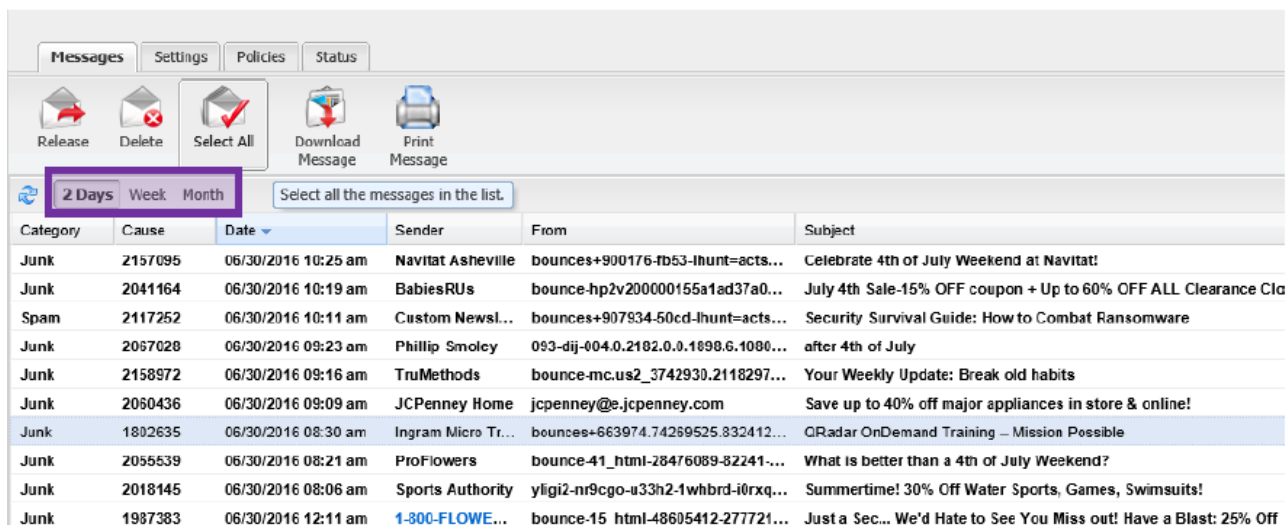 Messages Settings Policies Status
Release Delete Select All Download Message Print Message
2 Days Week Month Select all the messages in the list.
Category Cause Date Sender From Subject
Junk 2157095 06/30/2016 10:25 am Navitat Asheville bounces+900176-fb53-lhunt=acts... Celebrate 4th of July Weekend at Navitat!
Junk 2041164 06/30/2016 10:19 am BabiesRUs bounce-hp2v200000155a1ad37a0... July 4th Sale-15% OFF coupon + Up to 60% OFF ALL Clearance Clo
Spam 2117252 06/30/2016 10:11 am Custom Newsl... bounces+907934-50cd-lhunt=acts... Security Survival Guide: How to Combat Ransomware
Junk 2067028 06/30/2016 09:23 am Phillip Smoley 093-dij-004.0.2182.0.0.1898.6.1080... after 4th of July
Junk 2158972 06/30/2016 09:16 am TruMethods bounce-mc.us2_3742930.2118297... Your Weekly Update: Break old habits
Junk 2060436 06/30/2016 09:09 am JCPenney Home jcpenney@e.jcpenney.com Save up to 40% off major appliances in store & online!
Junk 1802635 06/30/2016 08:30 am Ingram Micro Tr... bounces+663974.74269525.832412... QRadar OnDemand Training – Mission Possible
Junk 2055539 06/30/2016 08:21 am ProFlowers bounce-41_html-28476089-82241-... What is better than a 4th of July Weekend?
Junk 2018145 06/30/2016 08:06 am Sports Authority yligi2-nr9cgo-u33h2-1whbrd-i0rxq... Summertime! 30% Off Water Sports, Games, Swimsuits!
Junk 1987383 06/30/2016 12:11 am 1-800-FLOWE... bounce-15_html-48605412-277721... Just a Sec... We'd Hate to See You Miss out! Have a Blast: 25% Off